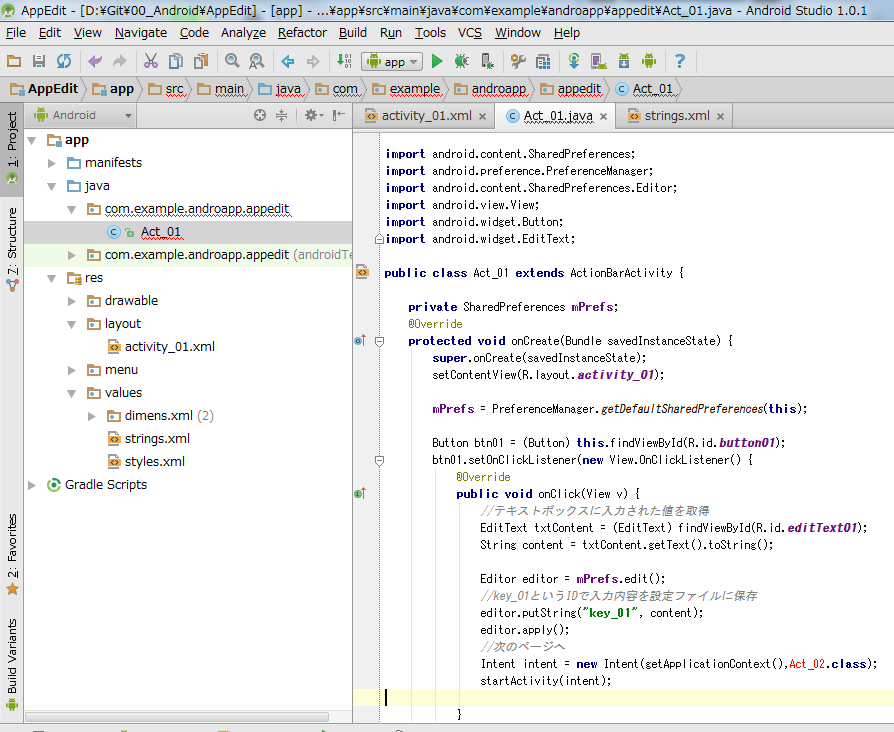 AppEdit - [D:¥Git¥00_Android¥AppEdit] - [app] - ...¥app¥src¥main¥java¥com¥example¥androapp¥appedit¥Act_01.java - Android Studio 1.0.1
File Edit View Navigate Code Analyze Refactor Build Run Tools VCS Window Help
app
AppEdit app src main java com example androapp appedit Act_01
Android
activity_01.xml Act_01.java strings.xml
1: Project
7: Structure
2: Favorites
Build Variants
app
manifests
java
com.example.androapp.appedit
Act_01
com.example.androapp.appedit (androidTe
res
drawable
layout
activity_01.xml
menu
values
dimens.xml (2)
strings.xml
styles.xml
Gradle Scripts
import android.content.SharedPreferences;
import android.preference.PreferenceManager;
import android.content.SharedPreferences.Editor;
import android.view.View;
import android.widget.Button;
import android.widget.EditText;
public class Act_01 extends ActionBarActivity {
private SharedPreferences mPrefs;
@Override
protected void onCreate(Bundle savedInstanceState) {
super.onCreate(savedInstanceState);
setContentView(R.layout.activity_01);
mPrefs = PreferenceManager.getDefaultSharedPreferences(this);
Button btn01 = (Button) this.findViewById(R.id.button01);
btn01.setOnClickListener(new View.OnClickListener() {
@Override
public void onClick(View v) {
//テキストボックスに入力された値を取得
EditText txtContent = (EditText) findViewById(R.id.editText01);
String content = txtContent.getText().toString();
Editor editor = mPrefs.edit();
//key_01というIDで入力内容を設定ファイルに保存
editor.putString("key_01", content);
editor.apply();
//次のページへ
Intent intent = new Intent(getApplicationContext(),Act_02.class);
startActivity(intent);
}